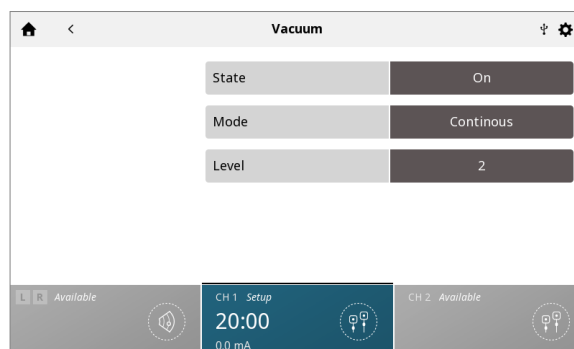 Vacuum
State On
Mode Continous
Level 2
L R Available
CH 1 Setup
20:00
0.0 mA
CH 2 Available